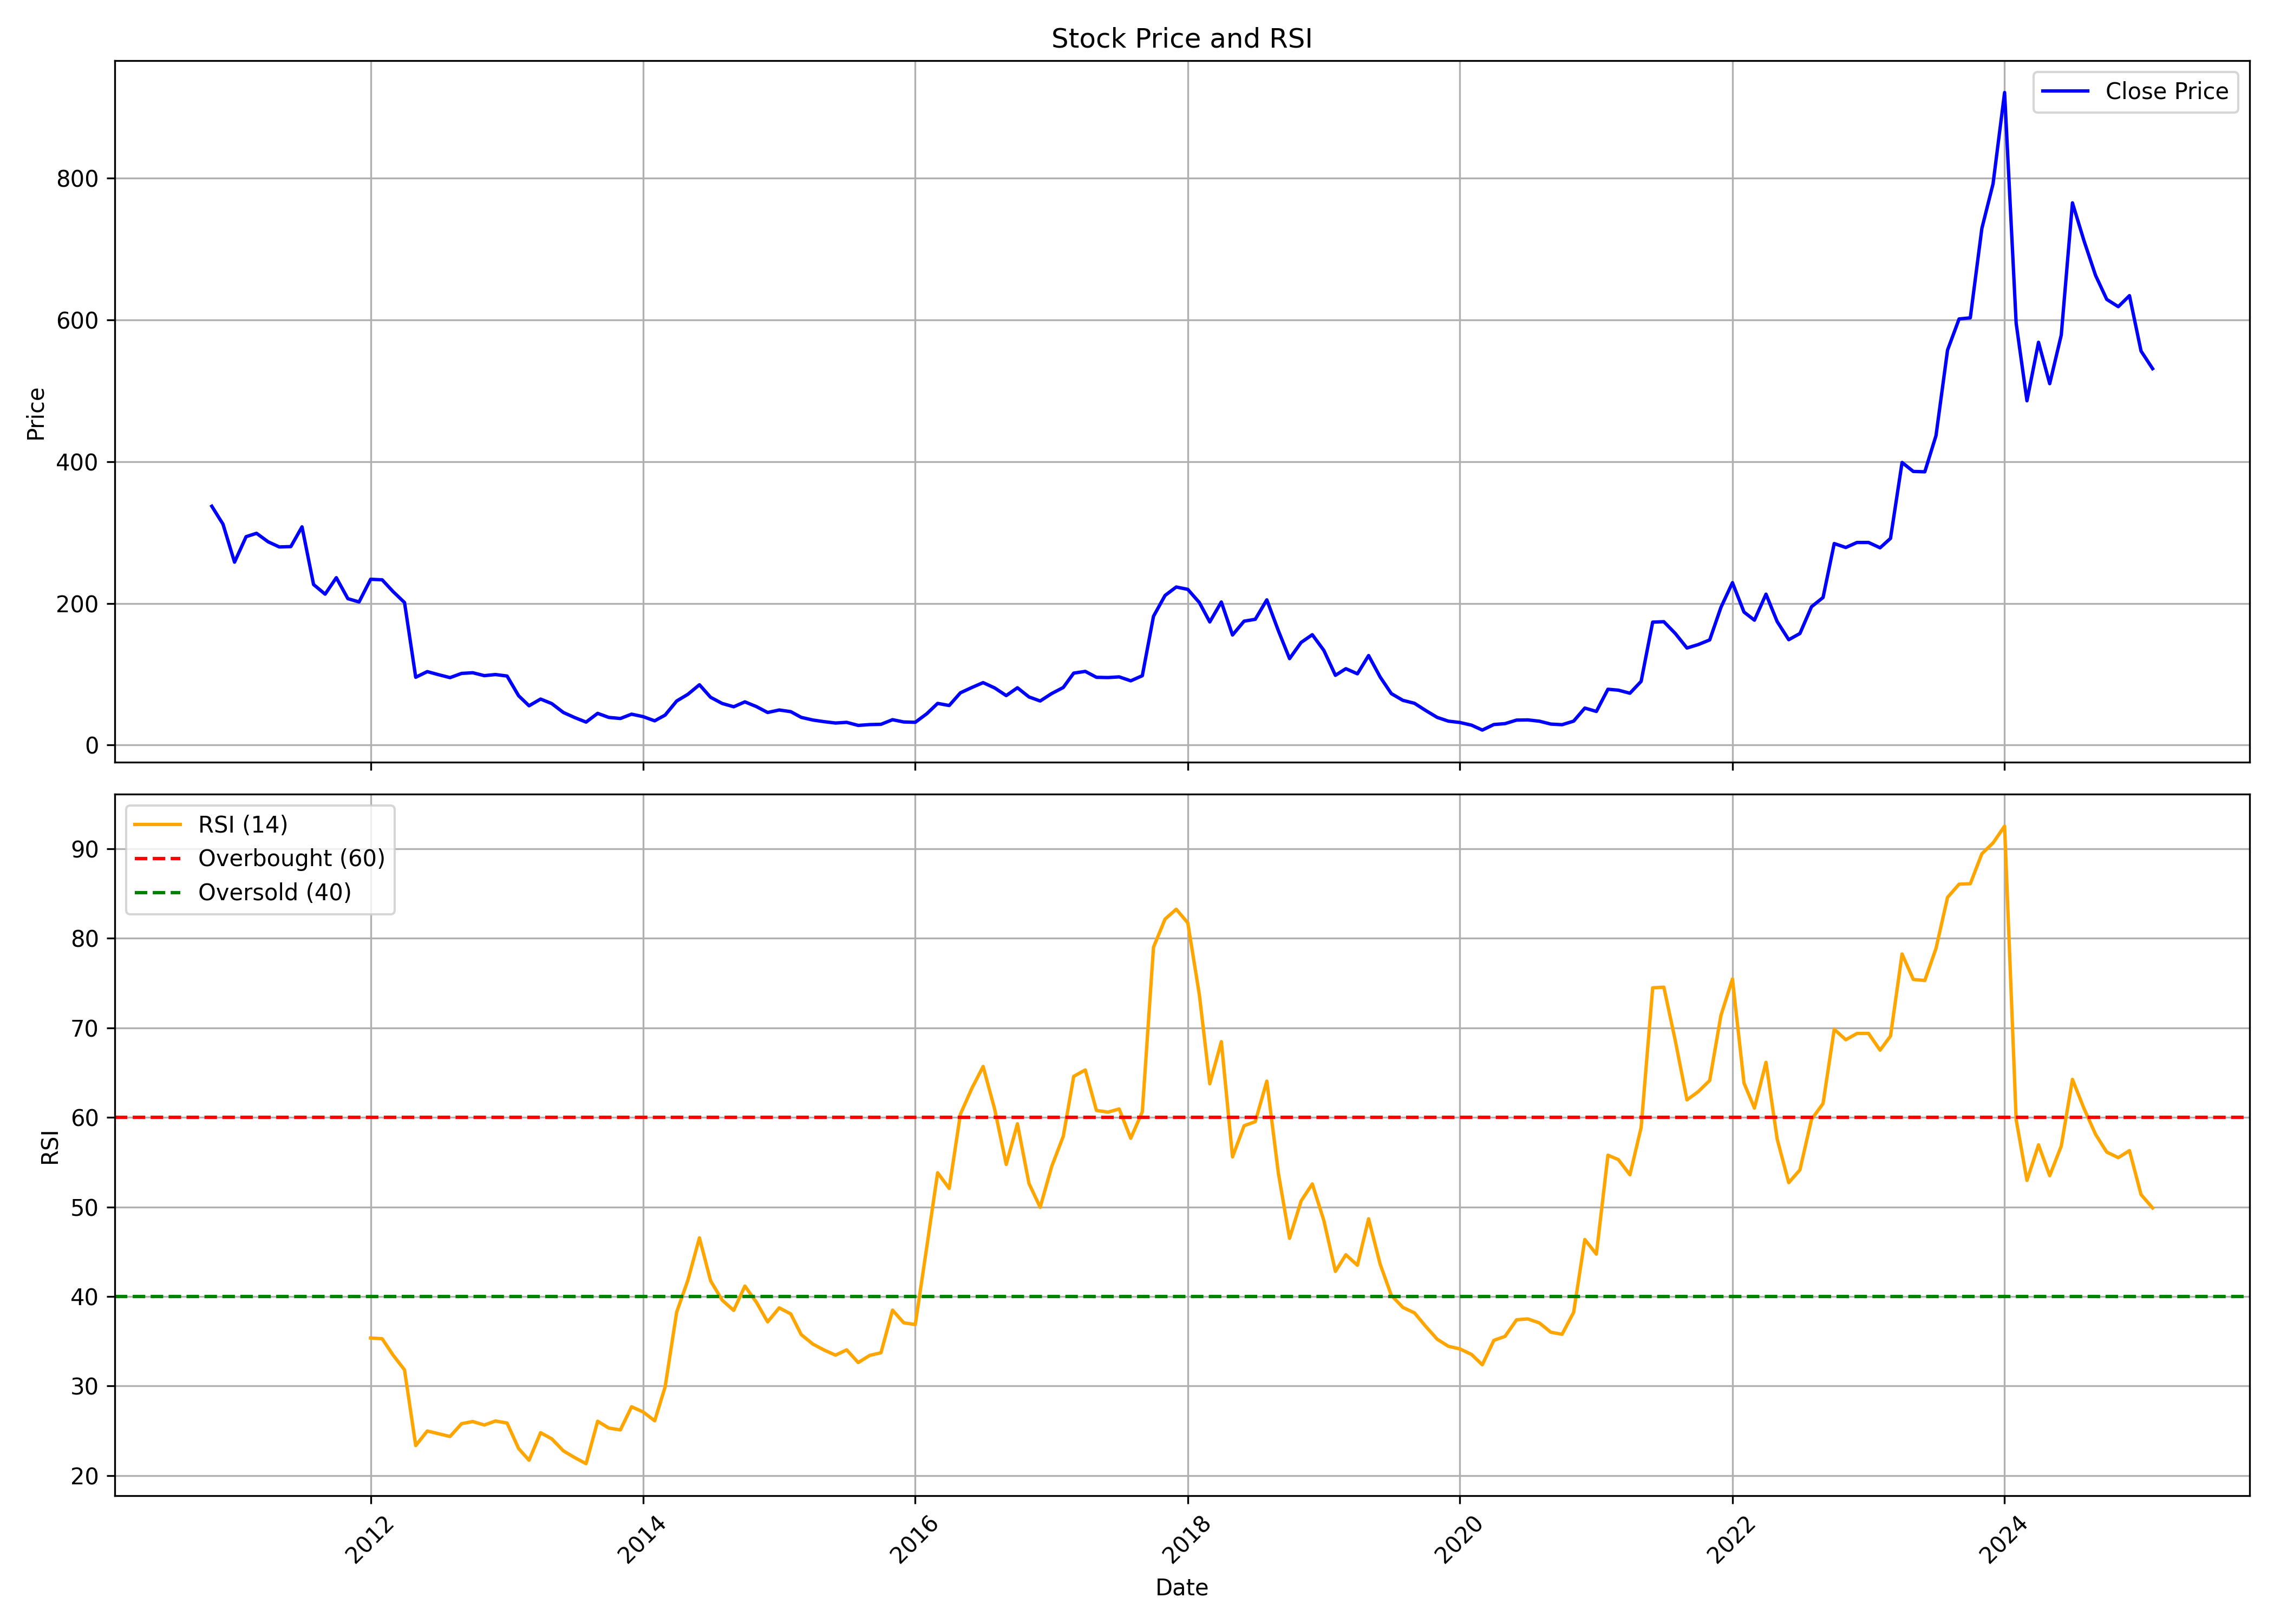 Stock Price and RSI
Close Price
800
600
400
200
0
Price
RSI (14)
Overbought (60)
Oversold (40)
90
80
70
60
50
40
30
20
RSI
2012
2014
2016
2018
2020
2022
2024
Date